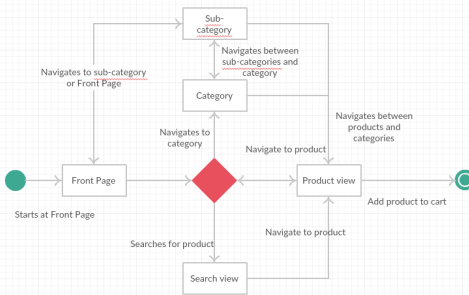 Sub-
category
Navigates between
sub-categories and
category
Navigates to sub-category
or Front Page
Category
Navigates between
products and
categories
Navigates to
category
Navigate to product
Front Page
Product view
Add product to cart
Starts at Front Page
Navigate to product
Searches for product
Search view